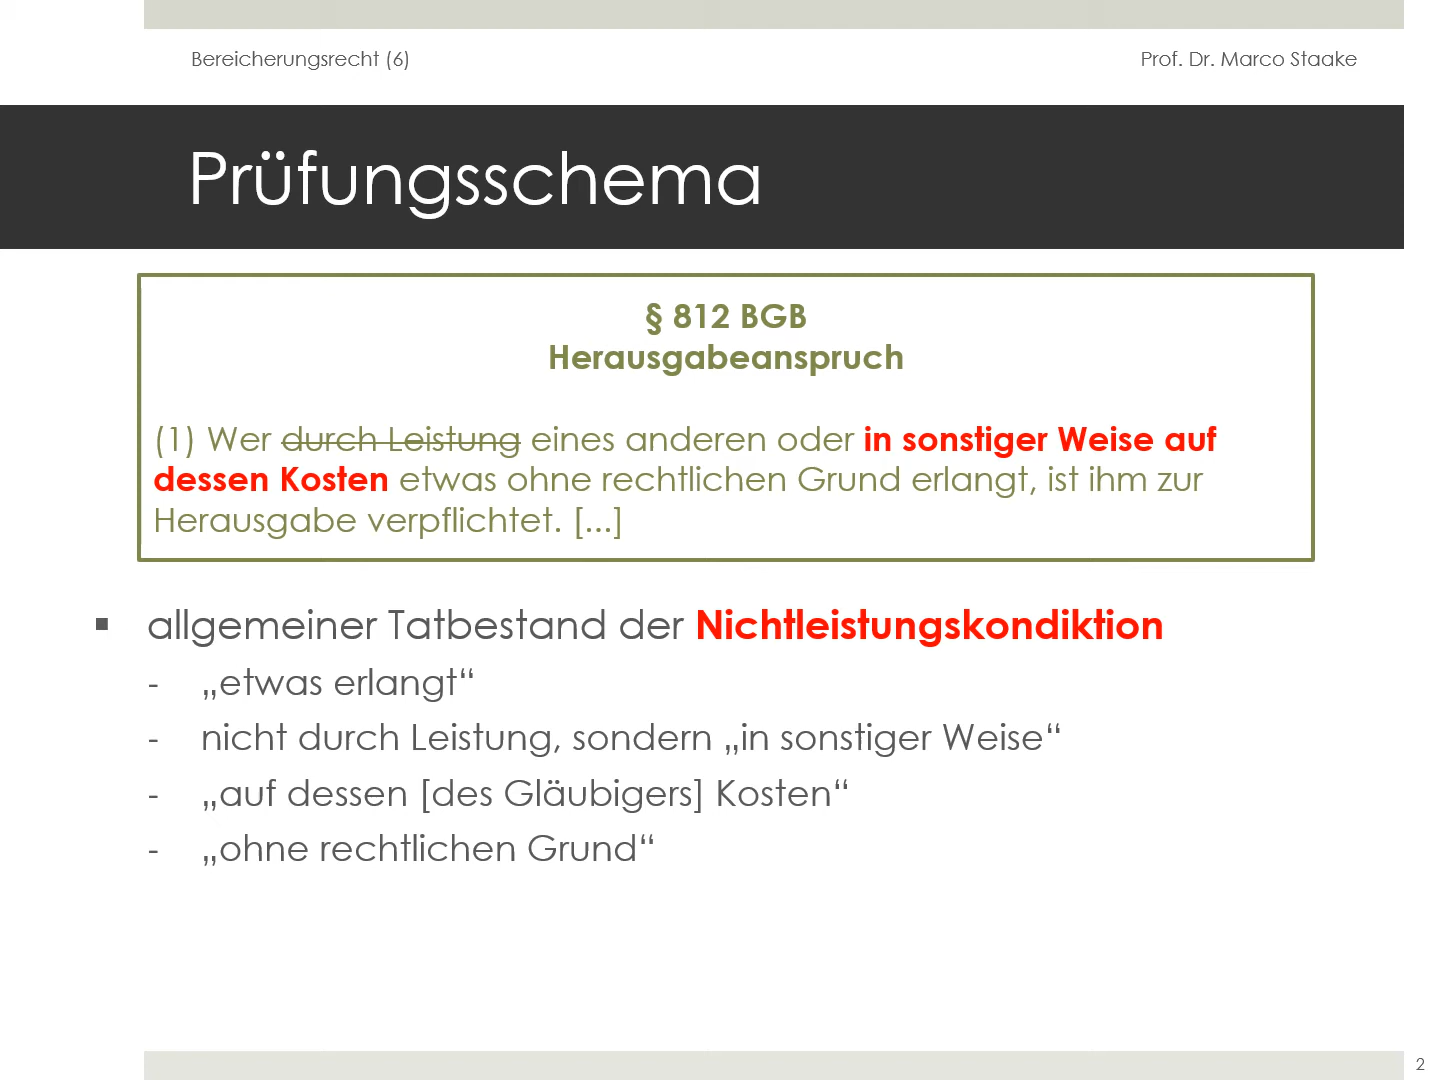 Bereicherungsrecht (6)
Prof. Dr. Marco Staake
Prüfungsschema
§ 812 BGB
Herausgabeanspruch
(1) Wer durch Leistung eines anderen oder in sonstiger Weise auf
dessen Kosten etwas ohne rechtlichen Grund erlangt, ist ihm zur
Herausgabe verpflichtet. [...]
▪ allgemeiner Tatbestand der Nichtleistungskondiktion
- „etwas erlangt“
- nicht durch Leistung, sondern „in sonstiger Weise“
- „auf dessen [des Gläubigers] Kosten“
- „ohne rechtlichen Grund“
2